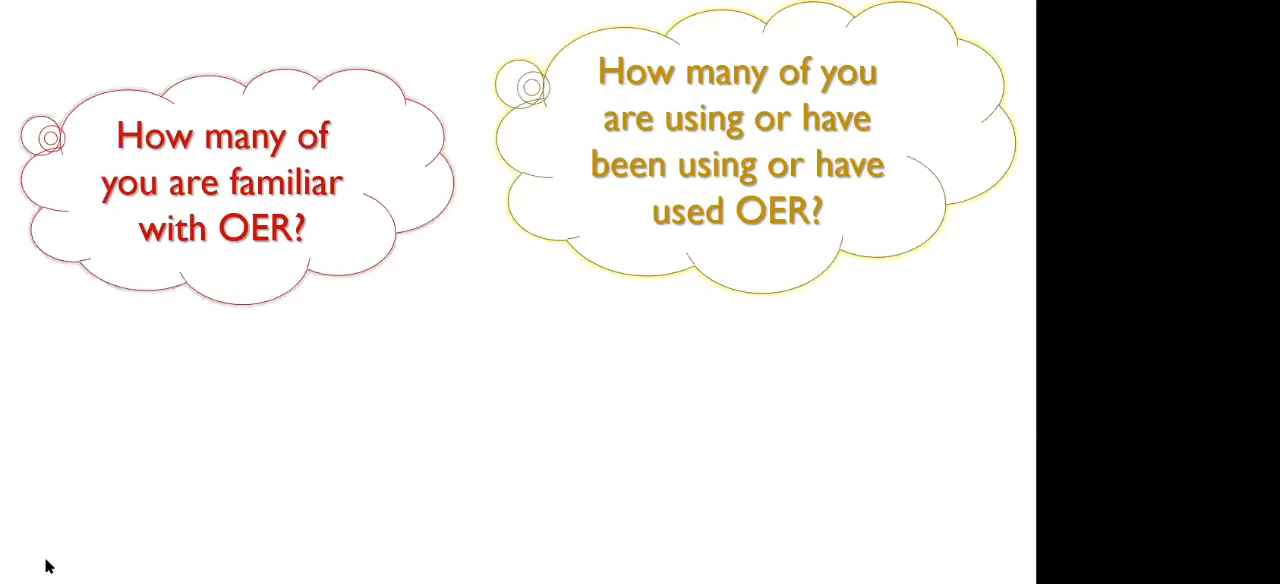 How many of
you are familiar
with OER?
How many of you
are using or have
been using or have
used OER?